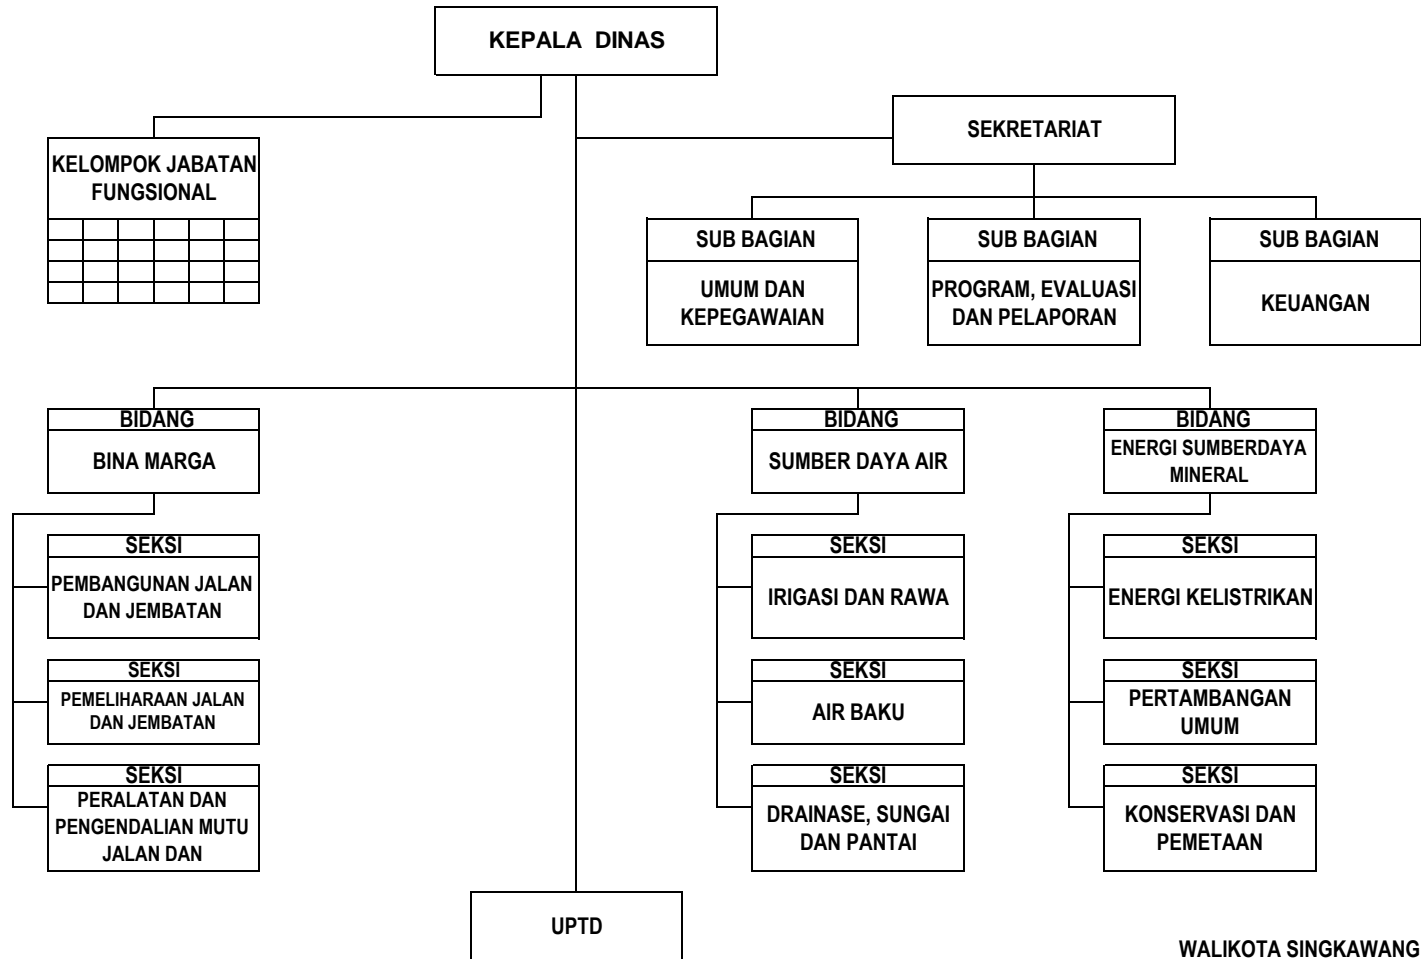 KEPALA DINAS
SEKRETARIAT
KELOMPOK JABATAN
FUNGSIONAL
SUB BAGIAN
UMUM DAN
KEPEGAWAIAN
SUB BAGIAN
PROGRAM, EVALUASI
DAN PELAPORAN
SUB BAGIAN
KEUANGAN
BIDANG
BINA MARGA
BIDANG
SUMBER DAYA AIR
BIDANG
ENERGI SUMBERDAYA
MINERAL
SEKSI
PEMBANGUNAN JALAN
DAN JEMBATAN
SEKSI
PEMELIHARAAN JALAN
DAN JEMBATAN
SEKSI
PERALATAN DAN
PENGENDALIAN MUTU
JALAN DAN
SEKSI
IRIGASI DAN RAWA
SEKSI
AIR BAKU
SEKSI
DRAINASE, SUNGAI
DAN PANTAI
SEKSI
ENERGI KELISTRIKAN
SEKSI
PERTAMBANGAN
UMUM
SEKSI
KONSERVASI DAN
PEMETAAN
UPTD
WALIKOTA SINGKAWANG